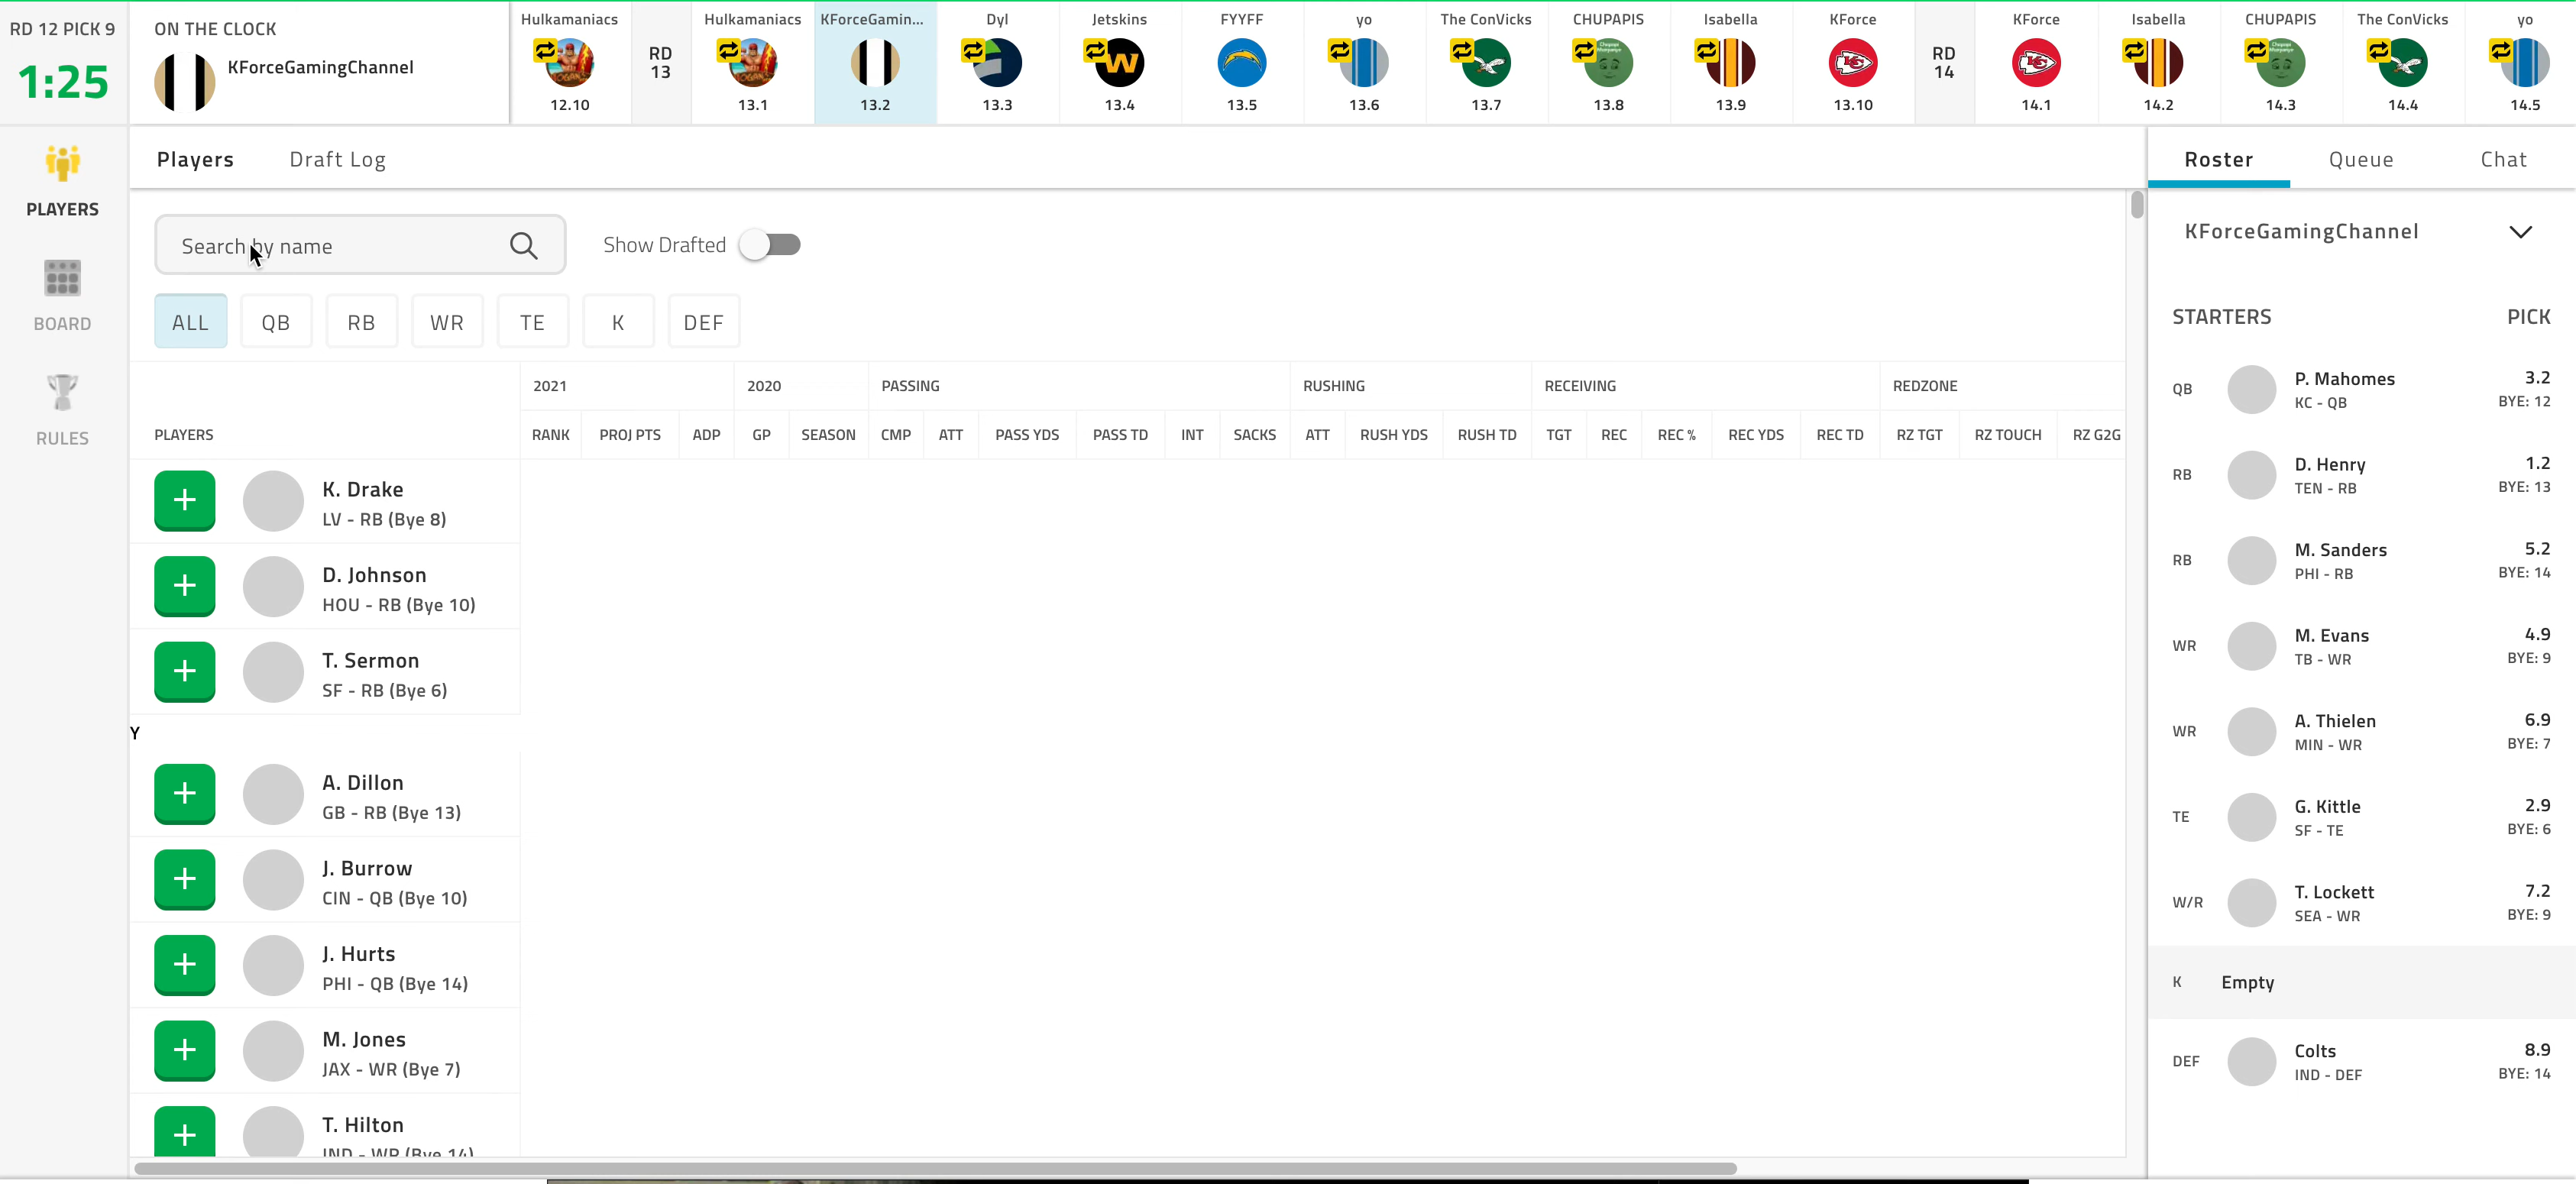 RD 12 PICK 9
1:25
ON THE CLOCK
KForceGamingChannel
Hulkamaniacs
12.10
RD
13
Hulkamaniacs
13.1
KForceGamin...
13.2
Dyl
13.3
Jetskins
13.4
FYYFF
13.5
yo
13.6
The ConVicks
13.7
CHUPAPIS
13.8
Isabella
13.9
KForce
13.10
RD
14
KForce
14.1
Isabella
14.2
CHUPAPIS
14.3
The ConVicks
14.4
yo
14.5
PLAYERS
BOARD
RULES
Players Draft Log
Search by name
Show Drafted
ALL QB RB WR TE K DEF
2021 2020 PASSING RUSHING RECEIVING REDZONE
PLAYERS RANK PROJ PTS ADP GP SEASON CMP ATT PASS YDS PASS TD INT SACKS ATT RUSH YDS RUSH TD TGT REC REC % REC YDS REC TD RZ TGT RZ TOUCH RZ G2G
K. Drake
LV - RB (Bye 8)
D. Johnson
HOU - RB (Bye 10)
T. Sermon
SF - RB (Bye 6)
Y
A. Dillon
GB - RB (Bye 13)
J. Burrow
CIN - QB (Bye 10)
J. Hurts
PHI - QB (Bye 14)
M. Jones
JAX - WR (Bye 7)
T. Hilton
IND - WR (Bye 14)
Roster Queue Chat
KForceGamingChannel
STARTERS PICK
QB P. Mahomes 3.2
KC - QB BYE: 12
RB D. Henry 1.2
TEN - RB BYE: 13
RB M. Sanders 5.2
PHI - RB BYE: 14
WR M. Evans 4.9
TB - WR BYE: 9
WR A. Thielen 6.9
MIN - WR BYE: 7
TE G. Kittle 2.9
SF - TE BYE: 6
W/R T. Lockett 7.2
SEA - WR BYE: 9
K Empty
DEF Colts 8.9
IND - DEF BYE: 14